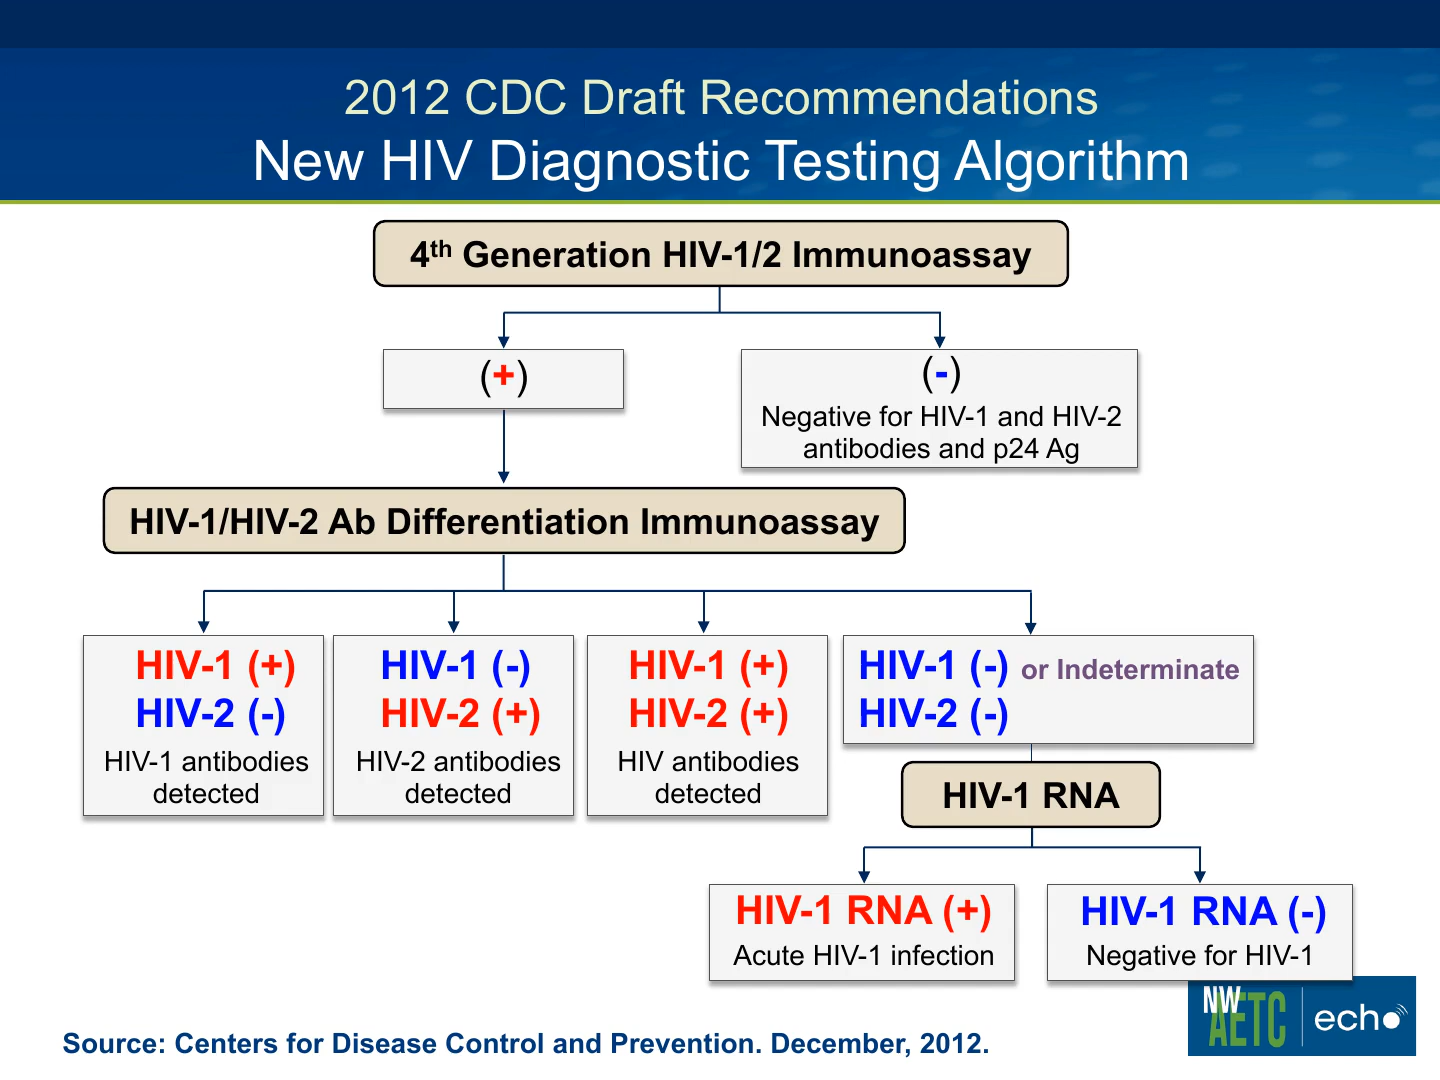 2012 CDC Draft Recommendations
New HIV Diagnostic Testing Algorithm
4th Generation HIV-1/2 Immunoassay
(+)
(-)
Negative for HIV-1 and HIV-2
antibodies and p24 Ag
HIV-1/HIV-2 Ab Differentiation Immunoassay
HIV-1 (+)
HIV-2 (-)
HIV-1 antibodies
detected
HIV-1 (-)
HIV-2 (+)
HIV-2 antibodies
detected
HIV-1 (+)
HIV-2 (+)
HIV antibodies
detected
HIV-1 (-) or Indeterminate
HIV-2 (-)
HIV-1 RNA
HIV-1 RNA (+)
Acute HIV-1 infection
HIV-1 RNA (-)
Negative for HIV-1
NW
AETC
echo
Source: Centers for Disease Control and Prevention. December, 2012.